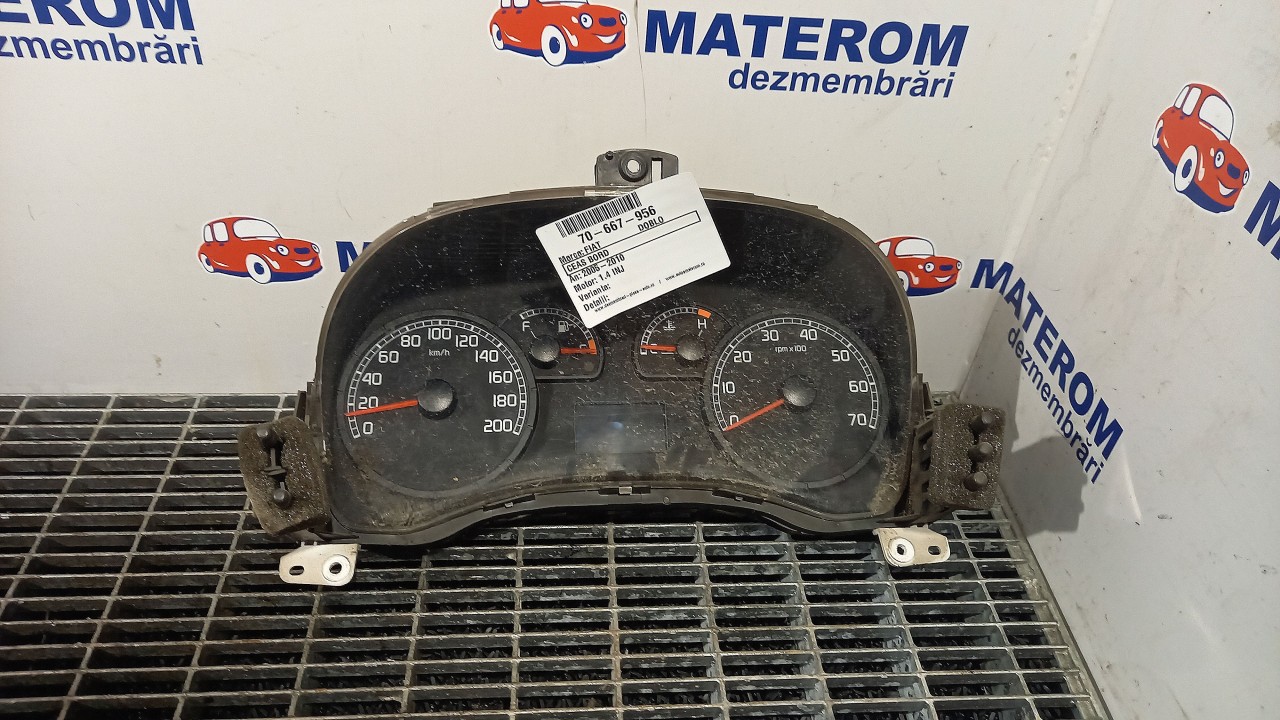 MATEROM
dezmembrări
MATEROM
dezmembrări
MATEROM
dezmembrări
70-667-956
Marca: FIAT DOBLO
CEAS BORD
An: 2005-2010
Motor: 1.4 INJ
Varianta:
Detalii:
0 20 40 60 80 100 120 140 160 180 200
km/h
F
H
0 10 20 30 40 50 60 70
rpm x 100